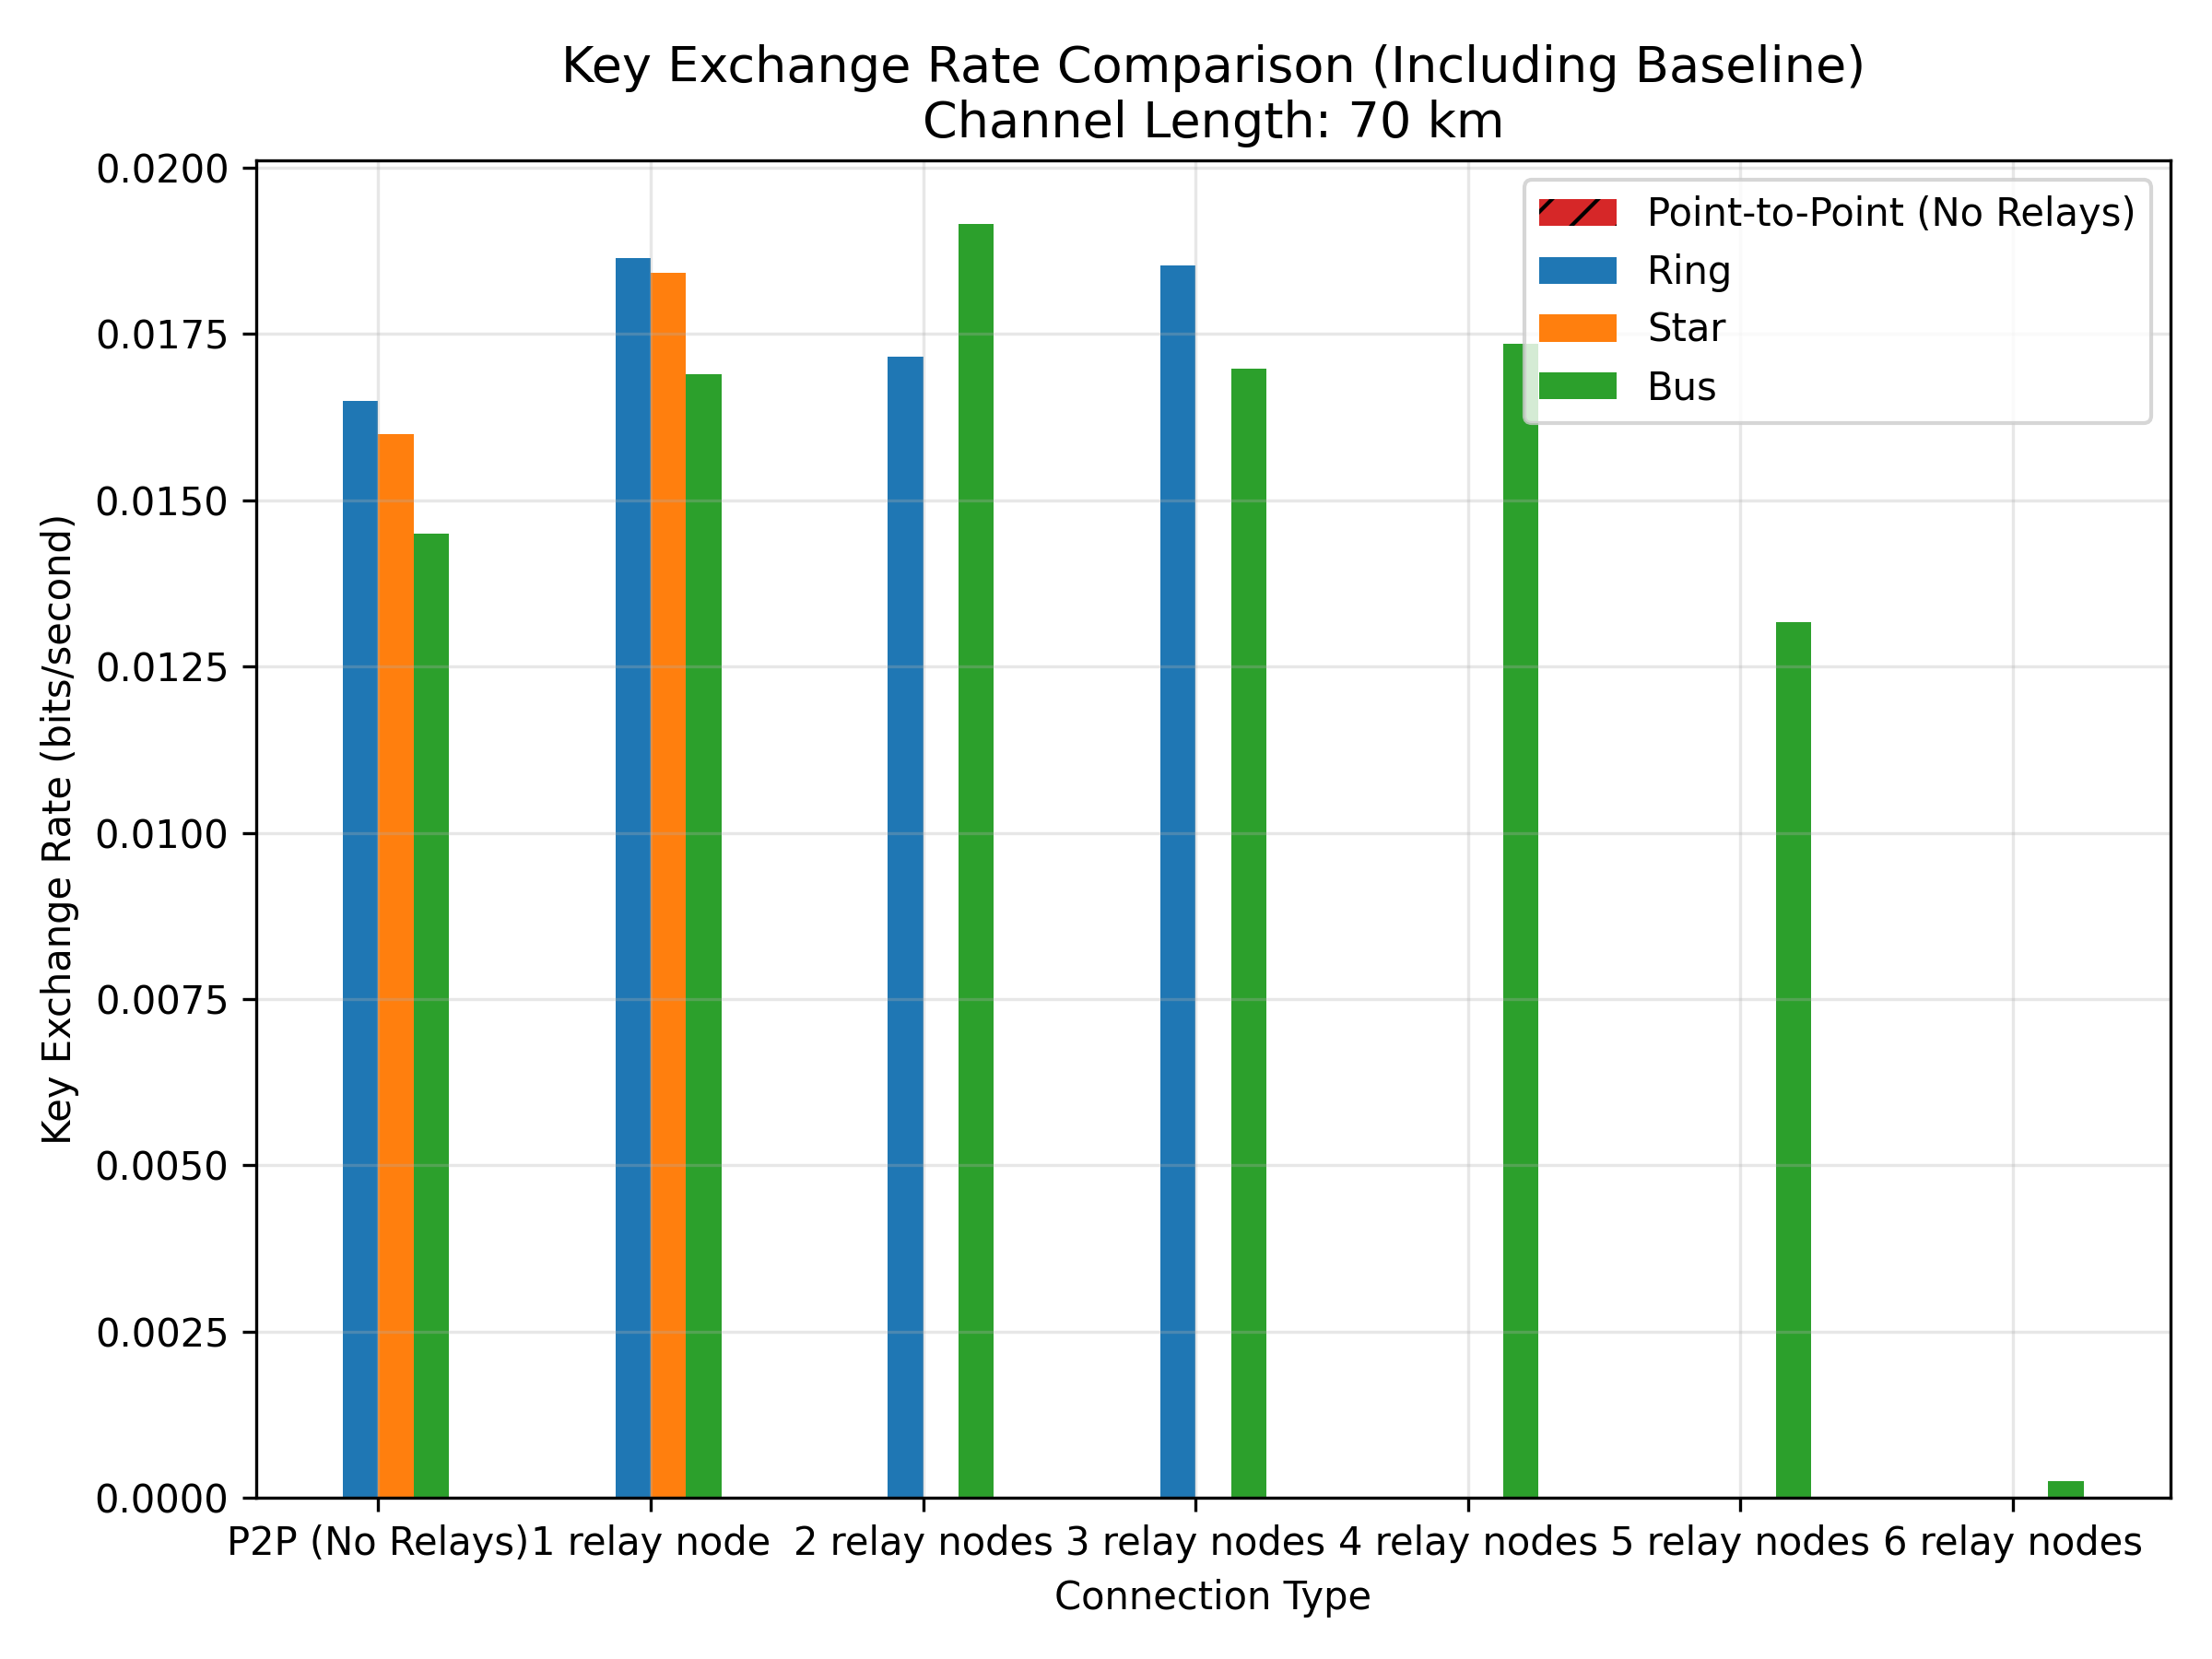 Key Exchange Rate Comparison (Including Baseline)
Channel Length: 70 km
Point-to-Point (No Relays)
Ring
Star
Bus
0.0200
0.0175
0.0150
0.0125
0.0100
0.0075
0.0050
0.0025
0.0000
Key Exchange Rate (bits/second)
P2P (No Relays) 1 relay node 2 relay nodes 3 relay nodes 4 relay nodes 5 relay nodes 6 relay nodes
Connection Type